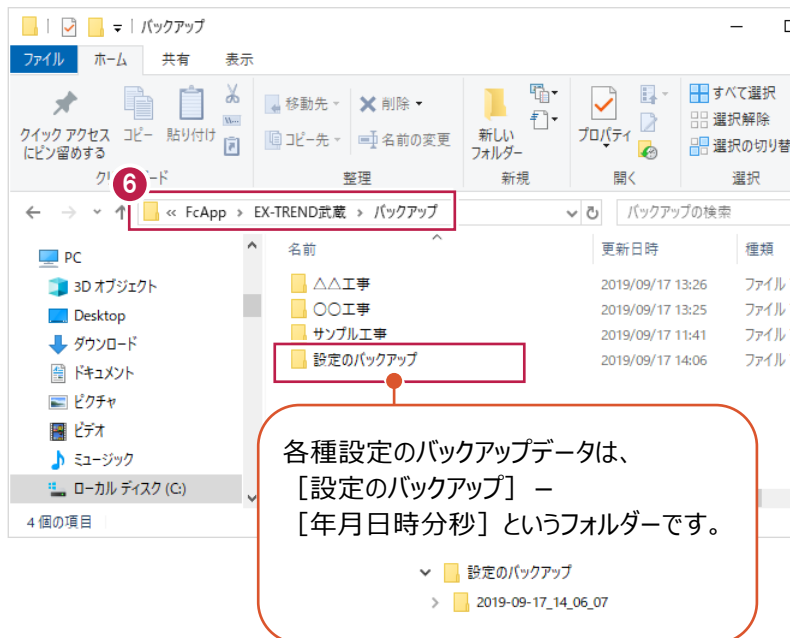 バックアップ
ファイル ホーム 共有 表示
クイック アクセス
にピン留めする
コピー 貼り付け
移動先 削除
コピー先 名前の変更
新しい
フォルダー
プロパティ
すべて選択
選択解除
選択の切り替
整理 新規 開く 選択
6
« FcApp > EX-TREND武蔵 > バックアップ
バックアップの検索
PC
3D オブジェクト
Desktop
ダウンロード
ドキュメント
ピクチャ
ビデオ
ミュージック
ローカル ディスク (C:)
4 個の項目
名前 更新日時 種類
△△工事 2019/09/17 13:26 ファイル
○○工事 2019/09/17 13:25 ファイル
サンプル工事 2019/09/17 11:41 ファイル
設定のバックアップ 2019/09/17 14:06 ファイル
各種設定のバックアップデータは、
［設定のバックアップ］－
［年月日時分秒］というフォルダーです。
設定のバックアップ
2019-09-17_14_06_07